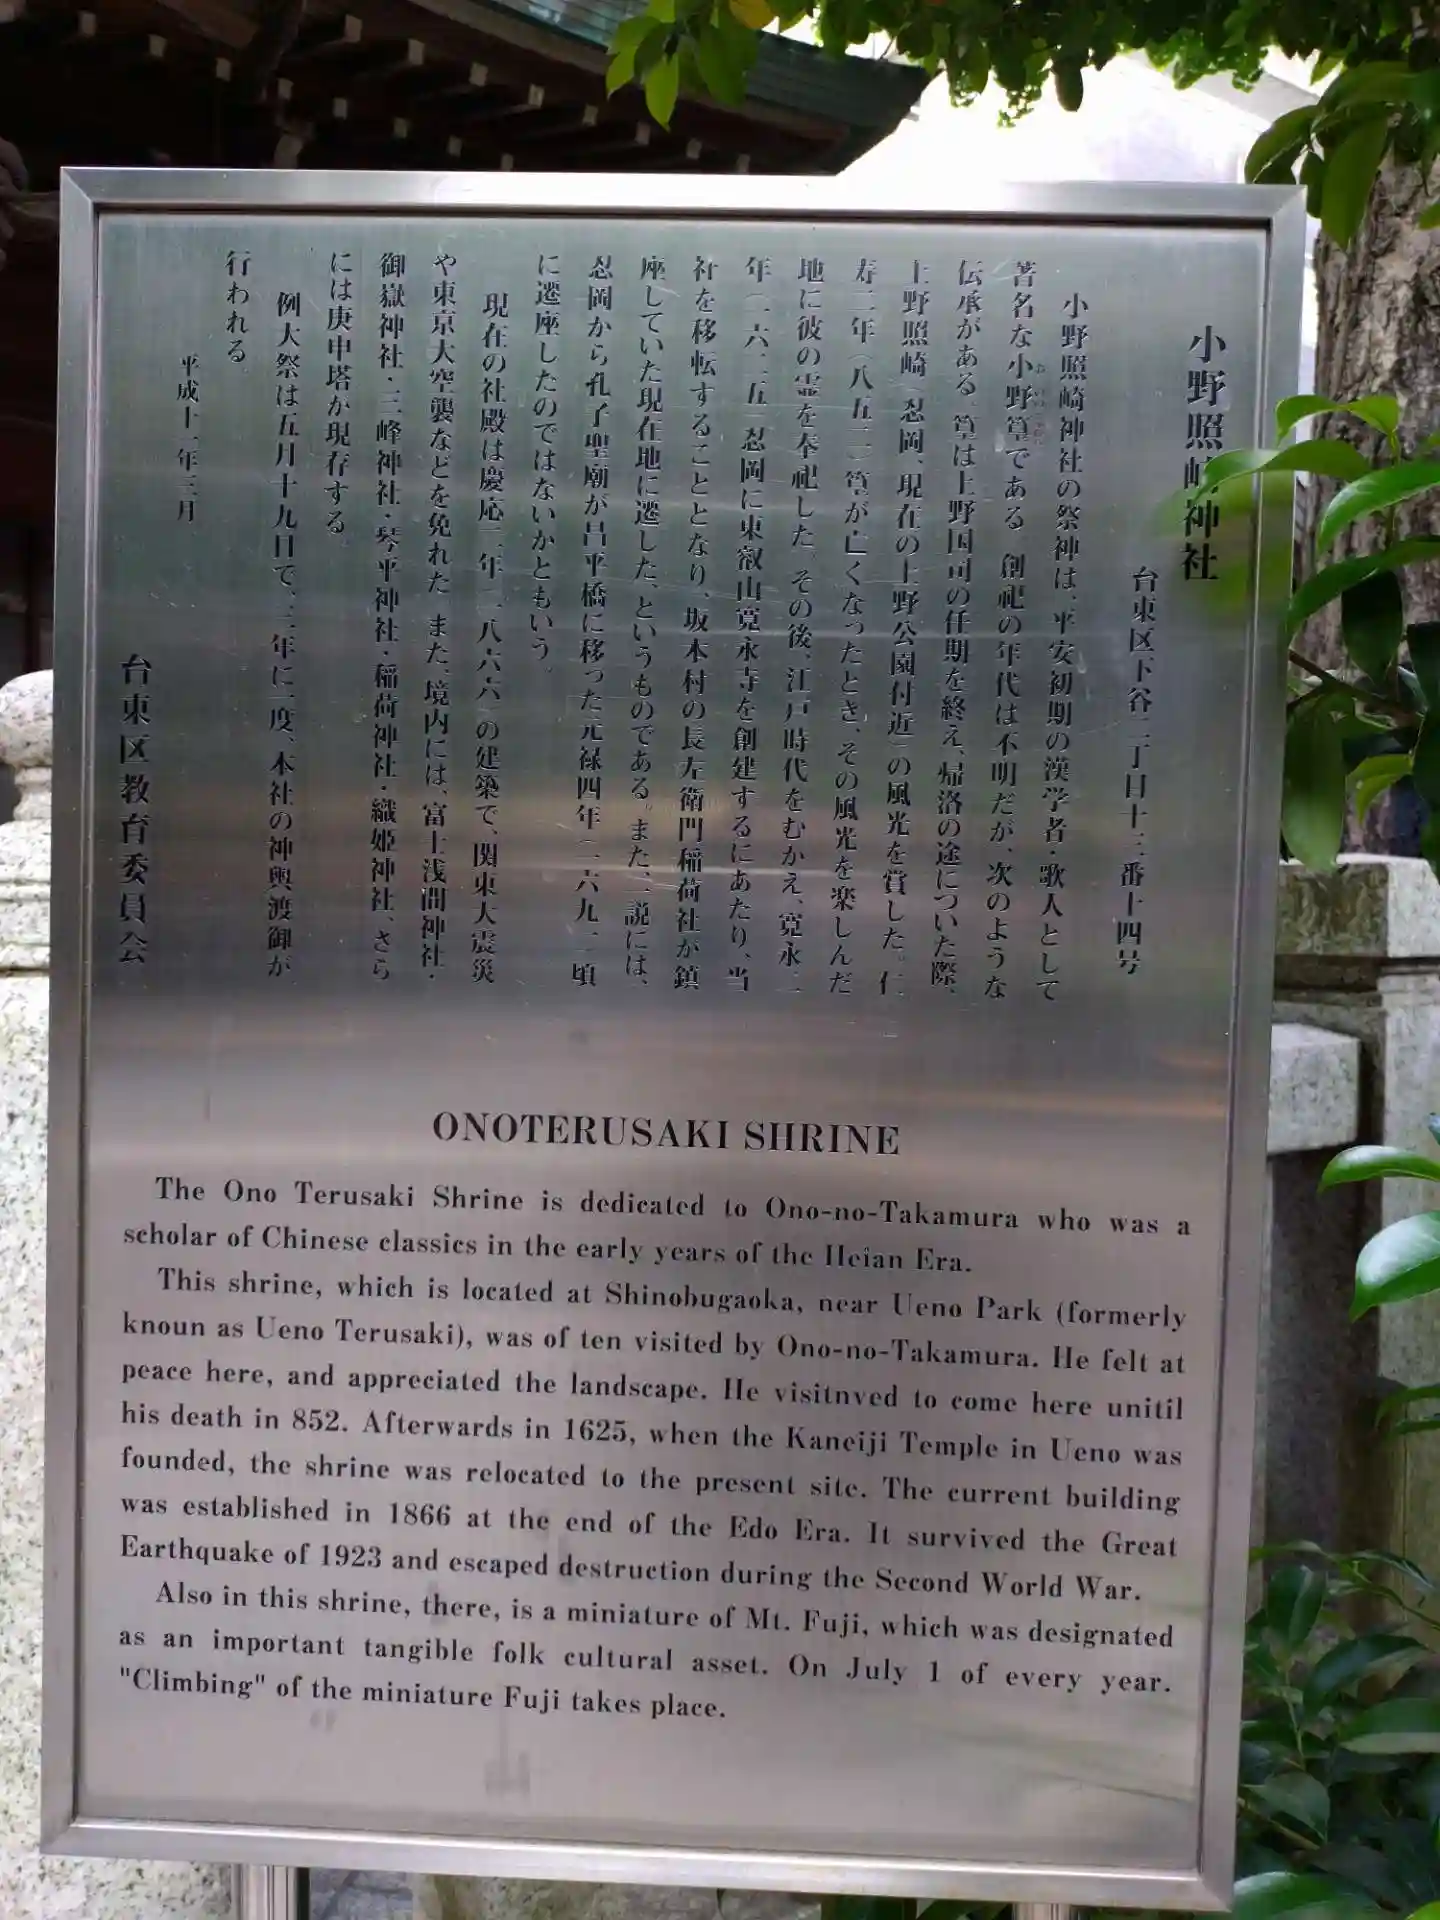 小野照崎神社
台東区下谷二丁目十三番十四号
小野照崎神社の祭神は、平安初期の漢学者・歌人として
著名な小野篁である。創祀の年代は不明だが、次のような
伝承がある。篁は上野国司の任期を終え、帰洛の途についた際、
上野照崎（忍岡、現在の上野公園付近）の風光を賞した。仁
寿二年（八五二）篁が亡くなったとき、その風光を楽しんだ
地に彼の霊を奉祀した。その後、江戸時代をむかえ、寛永二
年（一六二五）忍岡に東叡山寛永寺を創建するにあたり、当
社を移転することとなり、坂本村の長左衛門稲荷社が鎮
座していた現在地に遷した、というものである。また、一説には、
忍岡から孔子聖廟が昌平橋に移った元禄四年（一六九一）頃
に遷座したのではないかともいう。
現在の社殿は慶応二年（一八六六）の建築で、関東大震災
や東京大空襲などを免れた。また、境内には、富士浅間神社・
御嶽神社・三峰神社・琴平神社・稲荷神社・織姫神社、さら
には庚申塔が現存する。
例大祭は五月十九日で、三年に一度、本社の神輿渡御が
行われる。
平成十一年三月
台東区教育委員会
ONOTERUSAKI SHRINE
The Ono Terusaki Shrine is dedicated to Ono-no-Takamura who was a
scholar of Chinese classics in the early years of the Heian Era.
This shrine, which is located at Shinobugaoka, near Ueno Park (formerly
knoun as Ueno Terusaki), was of ten visited by Ono-no-Takamura. He felt at
peace here, and appreciated the landscape. He visitnved to come here unitil
his death in 852. Afterwards in 1625, when the Kaneiji Temple in Ueno was
founded, the shrine was relocated to the present site. The current building
was established in 1866 at the end of the Edo Era. It survived the Great
Earthquake of 1923 and escaped destruction during the Second World War.
Also in this shrine, there, is a miniature of Mt. Fuji, which was designated
as an important tangible folk cultural asset. On July 1 of every year.
"Climbing" of the miniature Fuji takes place.